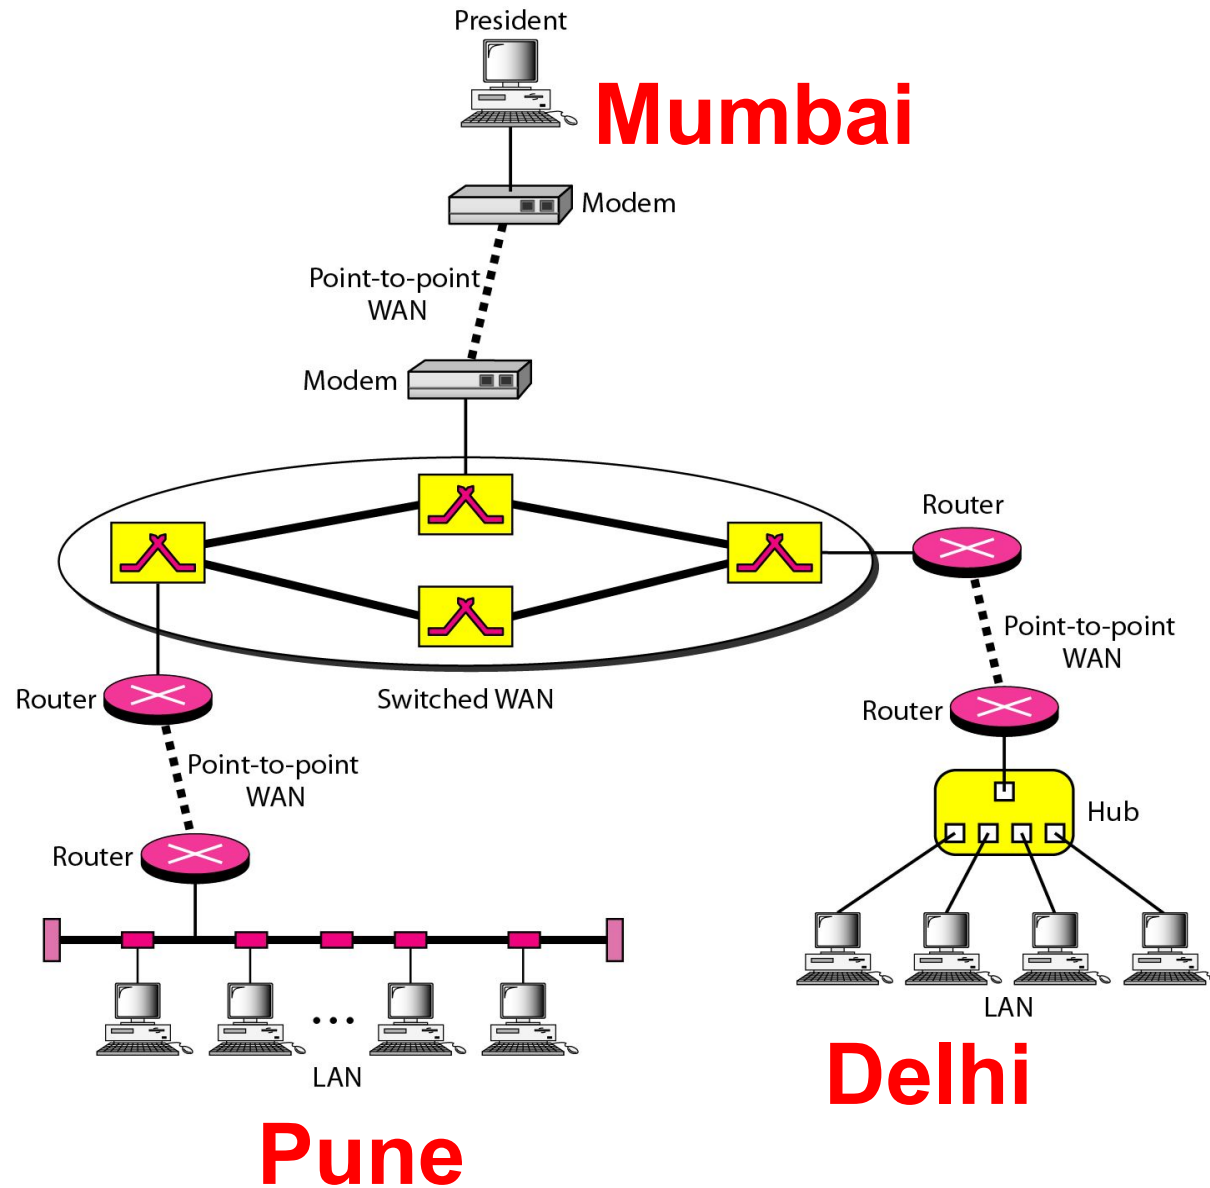 President
Mumbai
Modem
Point-to-point
WAN
Modem
Router
Point-to-point
WAN
Router
Switched WAN
Router
Point-to-point
WAN
Hub
Router
LAN
LAN
Delhi
Pune